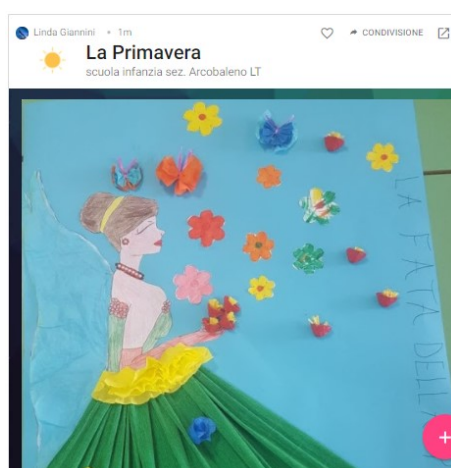 Linda Giannini • 1m
CONDIVISIONE
La Primavera
scuola infanzia sez. Arcobaleno LT
LA FATA DELLA
+